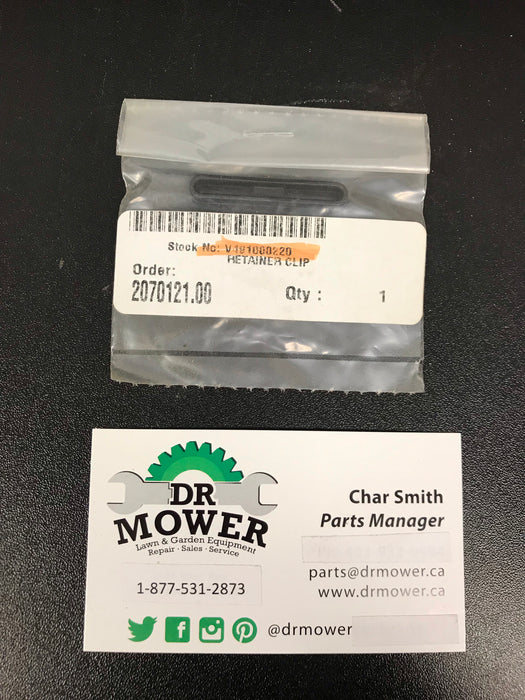 Stock No: V491000220
RETAINER CLIP
Order:
2070121.00
Qty : 1
DR
MOWER
Lawn & Garden Equipment
Repair · Sales · Service
1-877-531-2873
Char Smith
Parts Manager
parts@drmower.ca
www.drmower.ca
@drmower